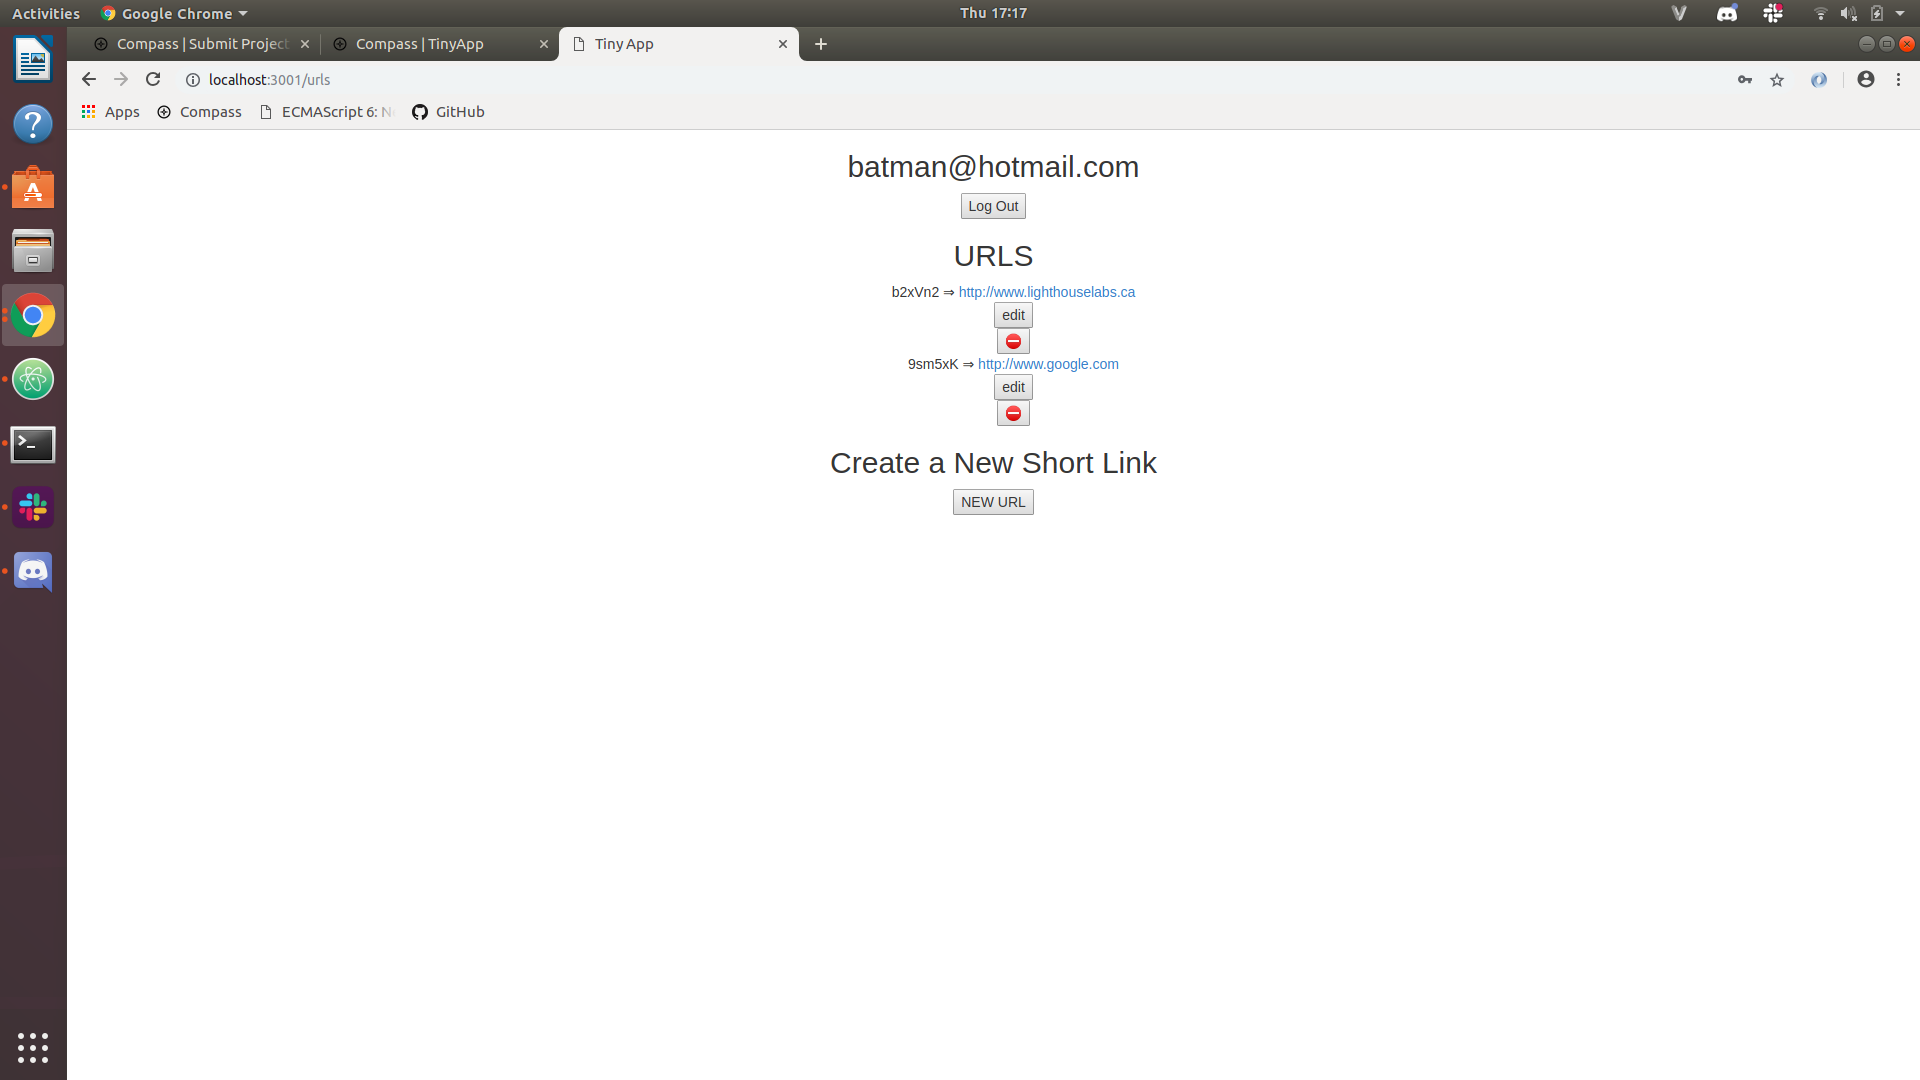 Activities
Google Chrome
Thu 17:17
Compass | Submit Project
Compass | TinyApp
Tiny App
localhost:3001/urls
Apps
Compass
ECMAScript 6:
GitHub
batman@hotmail.com
Log Out
URLS
b2xVn2 ⇒ http://www.lighthouselabs.ca
edit
9sm5xK ⇒ http://www.google.com
edit
Create a New Short Link
NEW URL